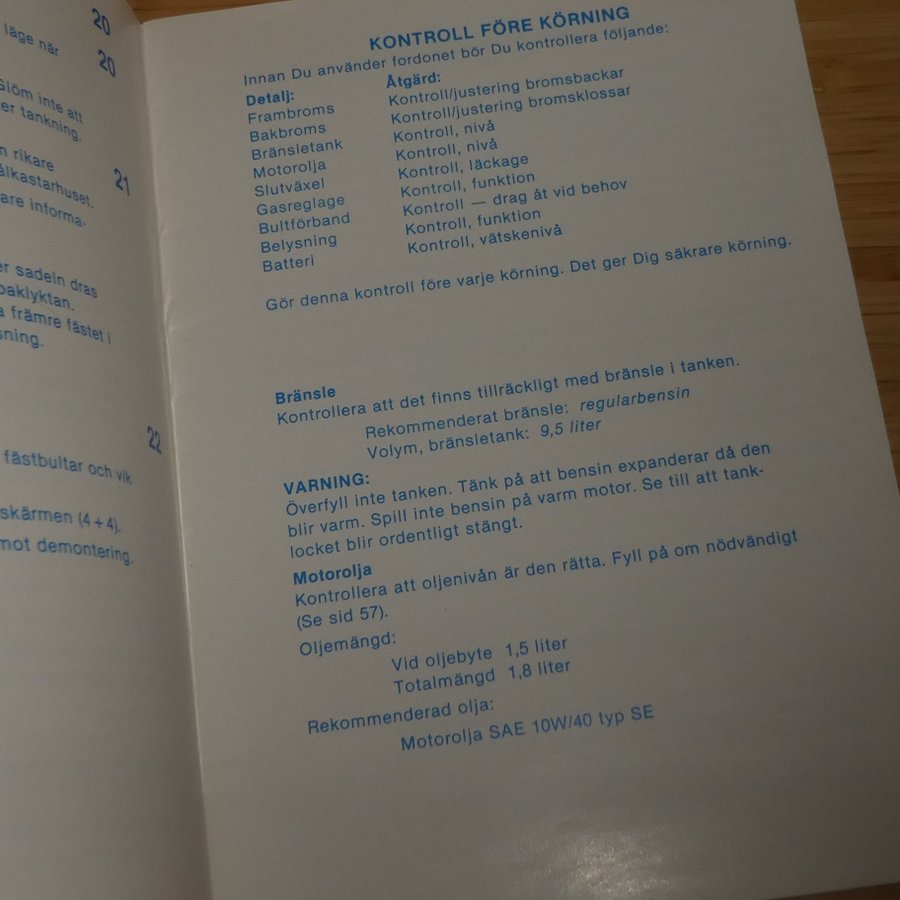 20
läge när
20
Glöm inte att
er tankning.
n rikare
ålkastarhuset.
21
are informa-
er sadeln dras
baklyktan.
a främre fästet i
sning.
22
fästbultar och vik
skärmen (4 + 4).
mot demontering.
KONTROLL FÖRE KÖRNING
Innan Du använder fordonet bör Du kontrollera följande:
Detalj: Åtgärd:
Frambroms Kontroll/justering bromsbackar
Bakbroms Kontroll/justering bromsklossar
Bränsletank Kontroll, nivå
Motorolja Kontroll, nivå
Slutväxel Kontroll, läckage
Gasreglage Kontroll, funktion
Bultförband Kontroll — drag åt vid behov
Belysning Kontroll, funktion
Batteri Kontroll, vätskenivå
Gör denna kontroll före varje körning. Det ger Dig säkrare körning.
Bränsle
Kontrollera att det finns tillräckligt med bränsle i tanken.
Rekommenderat bränsle: regularbensin
Volym, bränsletank: 9,5 liter
VARNING:
Överfyll inte tanken. Tänk på att bensin expanderar då den
blir varm. Spill inte bensin på varm motor. Se till att tank-
locket blir ordentligt stängt.
Motorolja
Kontrollera att oljenivån är den rätta. Fyll på om nödvändigt
(Se sid 57).
Oljemängd:
Vid oljebyte 1,5 liter
Totalmängd 1,8 liter
Rekommenderad olja:
Motorolja SAE 10W/40 typ SE